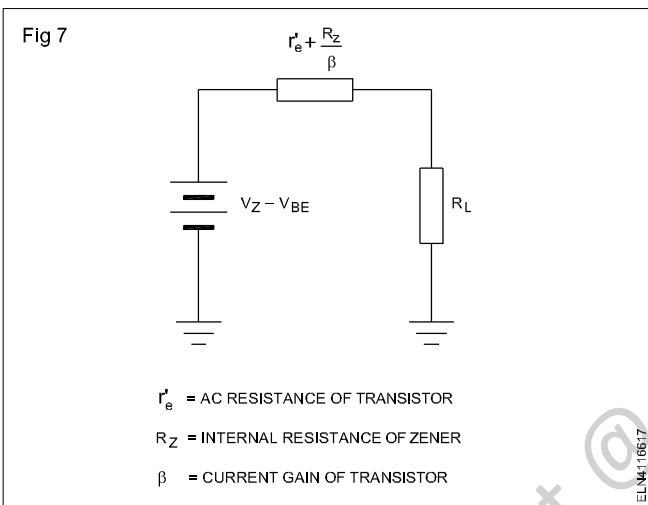 Fig 7
r'e + RZ
β
VZ – VBE
RL
r'e = AC RESISTANCE OF TRANSISTOR
RZ = INTERNAL RESISTANCE OF ZENER
β = CURRENT GAIN OF TRANSISTOR
@
ELN4116617